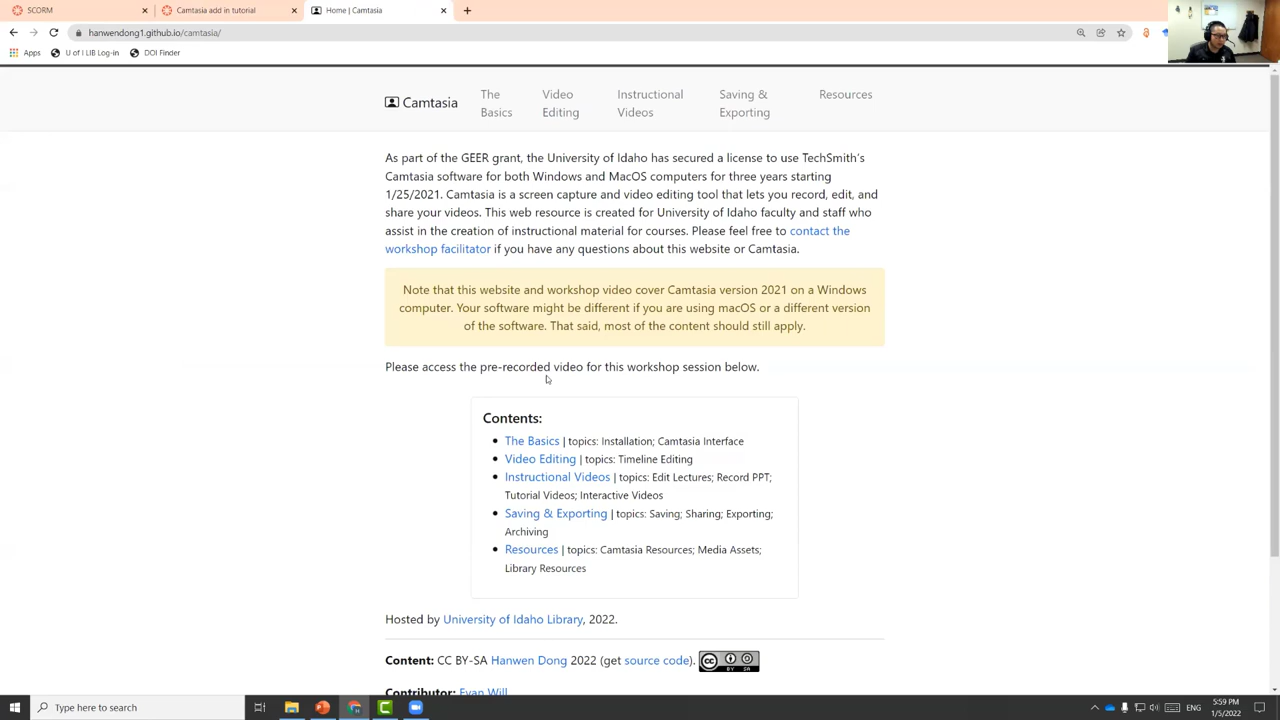 SCORM
Camtasia add in tutorial
Home | Camtasia
hanwendong1.github.io/camtasia/
Apps
U of I LIB Log-in
DOI Finder
Camtasia
The Basics
Video Editing
Instructional Videos
Saving & Exporting
Resources
As part of the GEER grant, the University of Idaho has secured a license to use TechSmith's
Camtasia software for both Windows and MacOS computers for three years starting
1/25/2021. Camtasia is a screen capture and video editing tool that lets you record, edit, and
share your videos. This web resource is created for University of Idaho faculty and staff who
assist in the creation of instructional material for courses. Please feel free to contact the
workshop facilitator if you have any questions about this website or Camtasia.
Note that this website and workshop video cover Camtasia version 2021 on a Windows
computer. Your software might be different if you are using macOS or a different version
of the software. That said, most of the content should still apply.
Please access the pre-recorded video for this workshop session below.
Contents:
The Basics | topics: Installation; Camtasia Interface
Video Editing | topics: Timeline Editing
Instructional Videos | topics: Edit Lectures; Record PPT;
Tutorial Videos; Interactive Videos
Saving & Exporting | topics: Saving; Sharing; Exporting;
Archiving
Resources | topics: Camtasia Resources; Media Assets;
Library Resources
Hosted by University of Idaho Library, 2022.
Content: CC BY-SA Hanwen Dong 2022 (get source code).
cc BY SA
Contributor: Evan Will
Type here to search
ENG
5:59 PM
1/5/2022